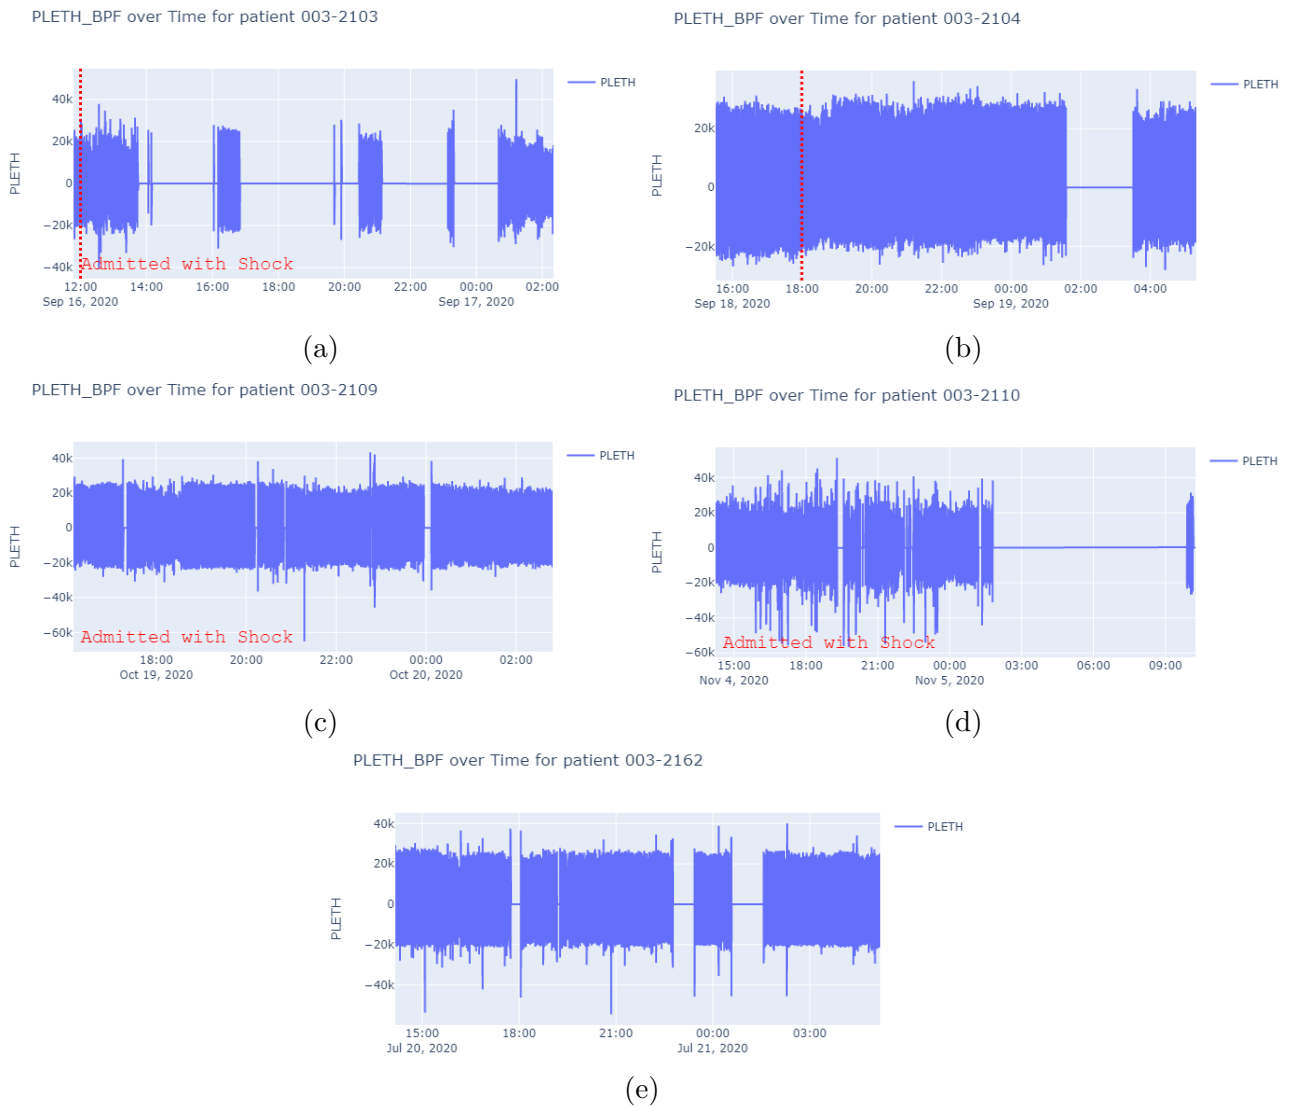 PLETH_BPF over Time for patient 003-2103
PLETH
40k
20k
0
−20k
−40k
PLETH
Admitted with Shock
12:00 14:00 16:00 18:00 20:00 22:00 00:00 02:00
Sep 16, 2020 Sep 17, 2020
(a)
PLETH_BPF over Time for patient 003-2104
PLETH
20k
0
−20k
PLETH
16:00 18:00 20:00 22:00 00:00 02:00 04:00
Sep 18, 2020 Sep 19, 2020
(b)
PLETH_BPF over Time for patient 003-2109
PLETH
40k
20k
0
−20k
−40k
−60k
PLETH
Admitted with Shock
18:00 20:00 22:00 00:00 02:00
Oct 19, 2020 Oct 20, 2020
(c)
PLETH_BPF over Time for patient 003-2110
PLETH
40k
20k
0
−20k
−40k
−60k
PLETH
Admitted with Shock
15:00 18:00 21:00 00:00 03:00 06:00 09:00
Nov 4, 2020 Nov 5, 2020
(d)
PLETH_BPF over Time for patient 003-2162
PLETH
40k
20k
0
−20k
−40k
PLETH
15:00 18:00 21:00 00:00 03:00
Jul 20, 2020 Jul 21, 2020
(e)